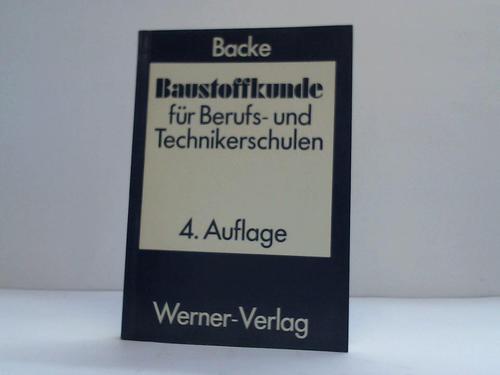 Backe
Baustoffkunde
für Berufs- und
Technikerschulen
4. Auflage
Werner-Verlag